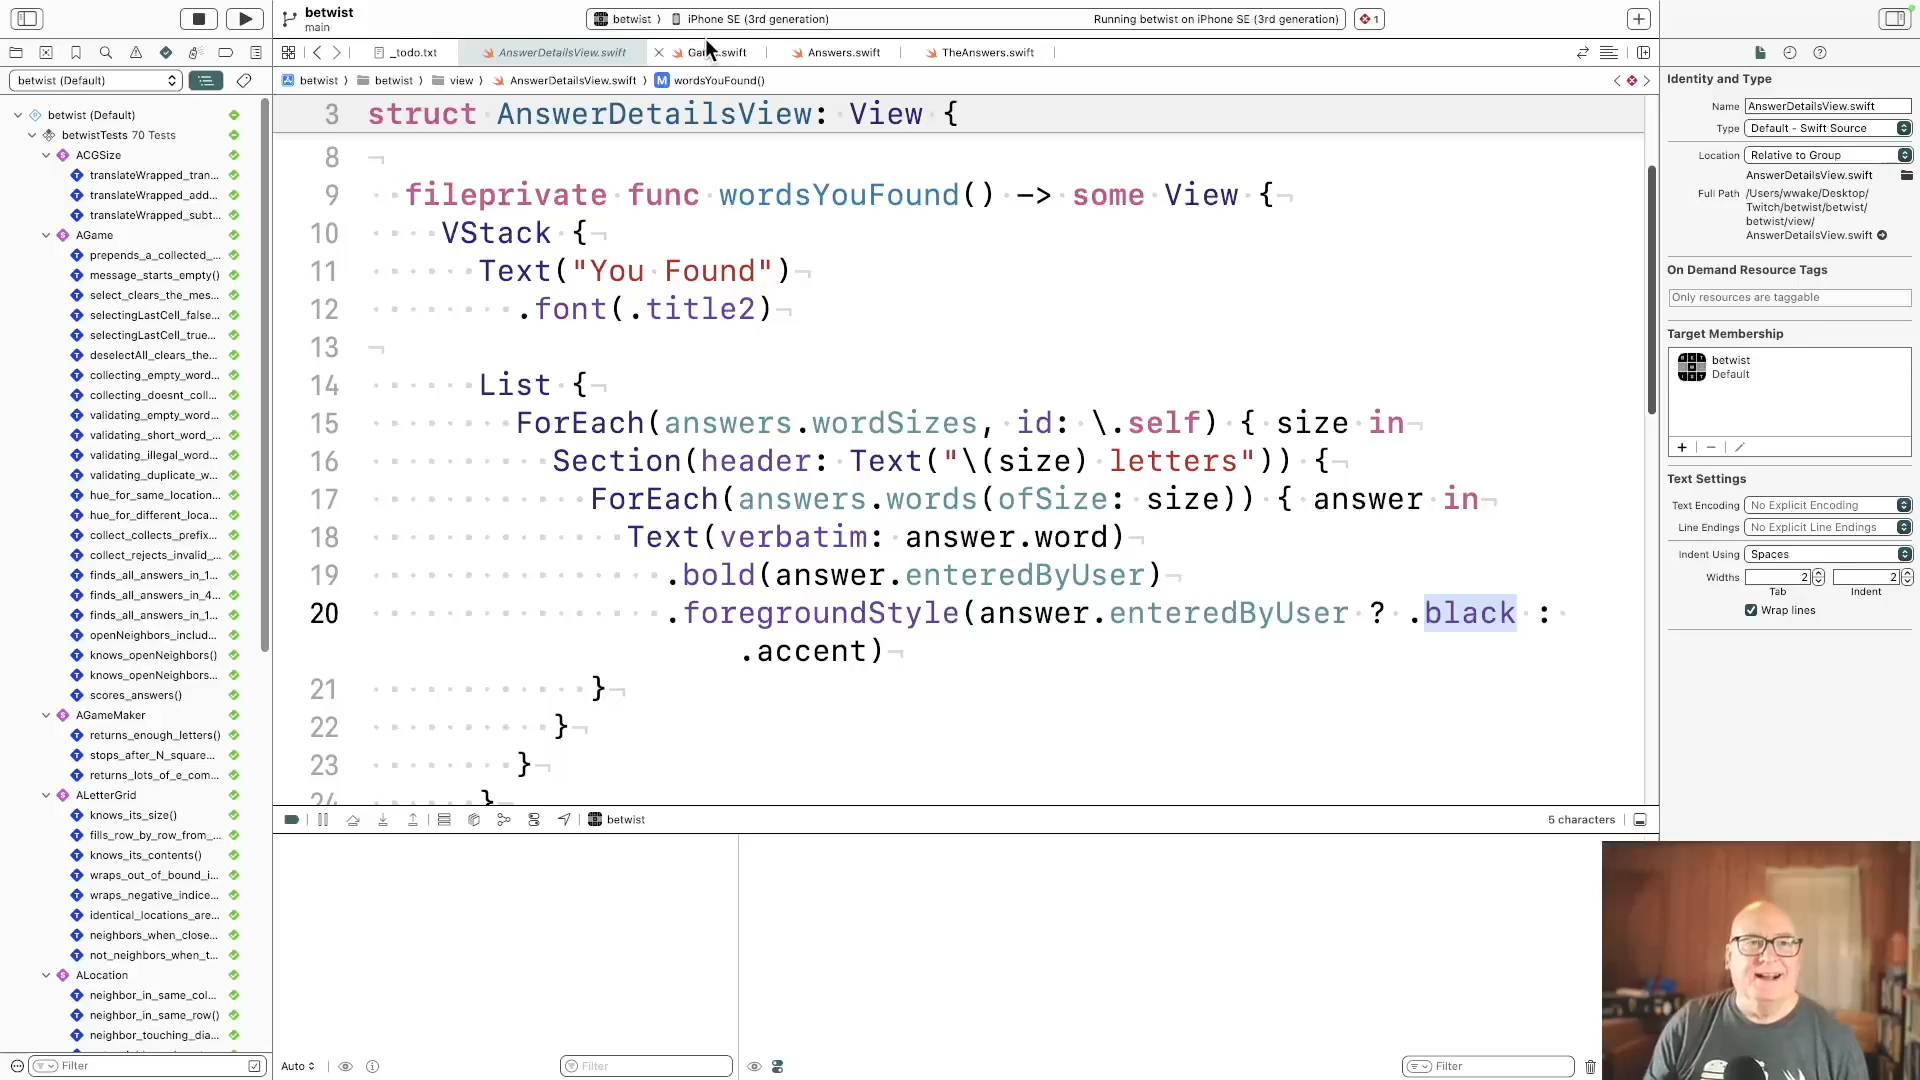 betwist
main
betwist ⟩ iPhone SE (3rd generation)
Running betwist on iPhone SE (3rd generation)
1
_todo.txt
AnswerDetailsView.swift
Answers.swift
TheAnswers.swift
betwist (Default)
betwist ⟩ betwist ⟩ view ⟩ AnswerDetailsView.swift ⟩ M wordsYouFound()
betwist (Default)
betwistTests 70 Tests
ACGSize
translateWrapped_tran...
translateWrapped_add...
translateWrapped_subt...
AGame
prepends_a_collected_...
message_starts_empty()
select_clears_the_mes...
selectingLastCell_false...
selectingLastCell_true...
deselectAll_clears_the...
collecting_empty_word...
collecting_doesnt_coll...
validating_empty_word...
validating_short_word_...
validating_illegal_word...
validating_duplicate_w...
hue_for_same_location...
hue_for_different_loca...
collect_collects_prefix...
collect_rejects_invalid_...
finds_all_answers_in_1...
finds_all_answers_in_4...
finds_all_answers_in_1...
openNeighbors_includ...
knows_openNeighbors()
knows_openNeighbors...
scores_answers()
AGameMaker
returns_enough_letters()
stops_after_N_square...
returns_lots_of_e_com...
ALetterGrid
knows_its_size()
fills_row_by_row_from_...
knows_its_contents()
wraps_out_of_bound_i...
wraps_negative_indice...
identical_locations_are...
neighbors_when_close...
not_neighbors_when_t...
ALocation
neighbor_in_same_col...
neighbor_in_same_row()
neighbor_touching_dia...
Filter
3 struct AnswerDetailsView: View {
8
9 fileprivate func wordsYouFound() -> some View {
10 VStack {
11 Text("You Found")
12 .font(.title2)
13
14 List {
15 ForEach(answers.wordSizes, id: \.self) { size in
16 Section(header: Text("\(size) letters")) {
17 ForEach(answers.words(ofSize: size)) { answer in
18 Text(verbatim: answer.word)
19 .bold(answer.enteredByUser)
20 .foregroundStyle(answer.enteredByUser ? .black :
.accent)
21 }
22 }
23 }
24 }
betwist
5 characters
Auto
Filter
Filter
Identity and Type
Name AnswerDetailsView.swift
Type Default - Swift Source
Location Relative to Group
AnswerDetailsView.swift
Full Path /Users/wwake/Desktop/
Twitch/betwist/betwist/
betwist/view/
AnswerDetailsView.swift
On Demand Resource Tags
Only resources are taggable
Target Membership
betwist
Default
Text Settings
Text Encoding No Explicit Encoding
Line Endings No Explicit Line Endings
Indent Using Spaces
Widths 2 2
Tab Indent
Wrap lines